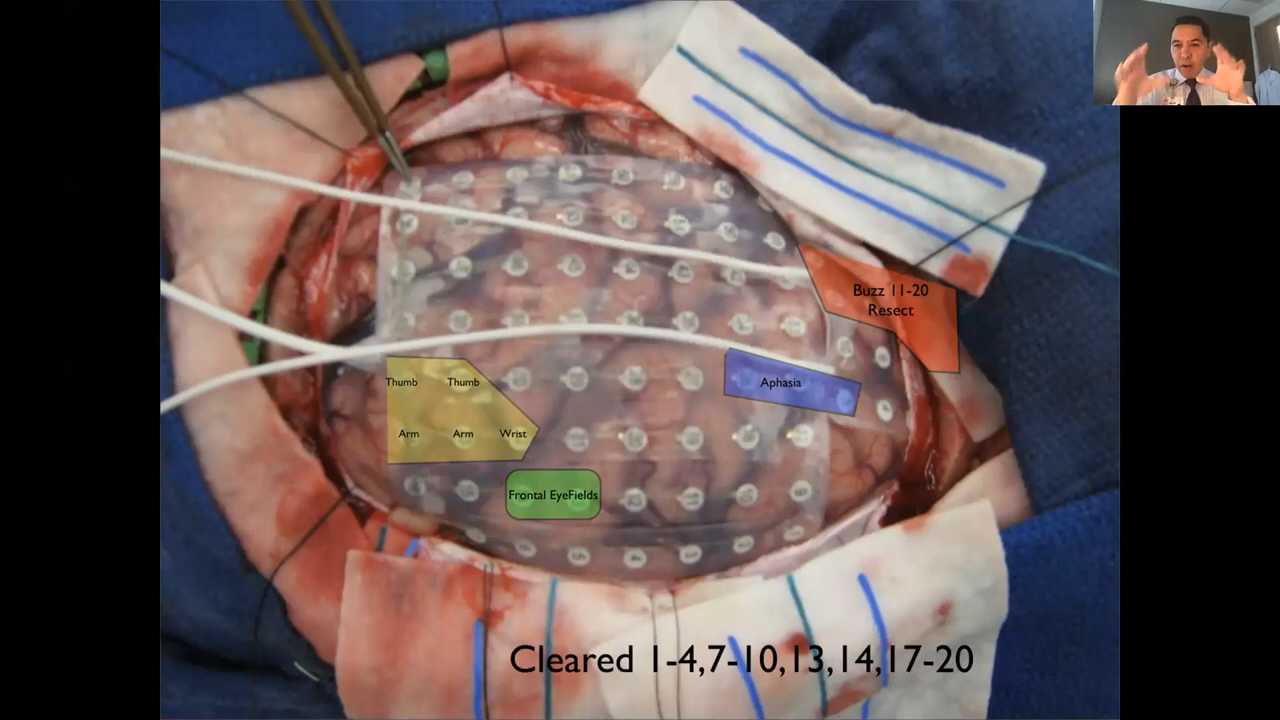 Buzz 11-20
Resect
Aphasia
Thumb Thumb
Arm Arm Wrist
Frontal EyeFields
Cleared 1-4,7-10,13,14,17-20